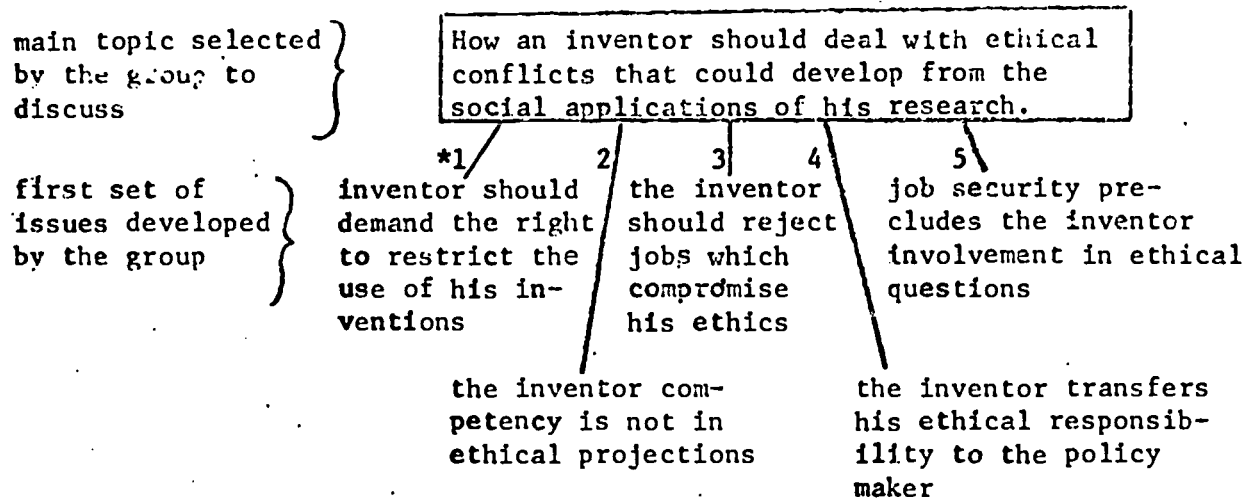 main topic selected
by the group to
discuss
How an inventor should deal with ethical
conflicts that could develop from the
social applications of his research.
*1 2 3 4 5
first set of
issues developed
by the group
inventor should
demand the right
to restrict the
use of his in-
ventions
the inventor
should reject
jobs which
compromise
his ethics
job security pre-
cludes the inventor
involvement in ethical
questions
the inventor com-
petency is not in
ethical projections
the inventor transfers
his ethical responsib-
ility to the policy
maker